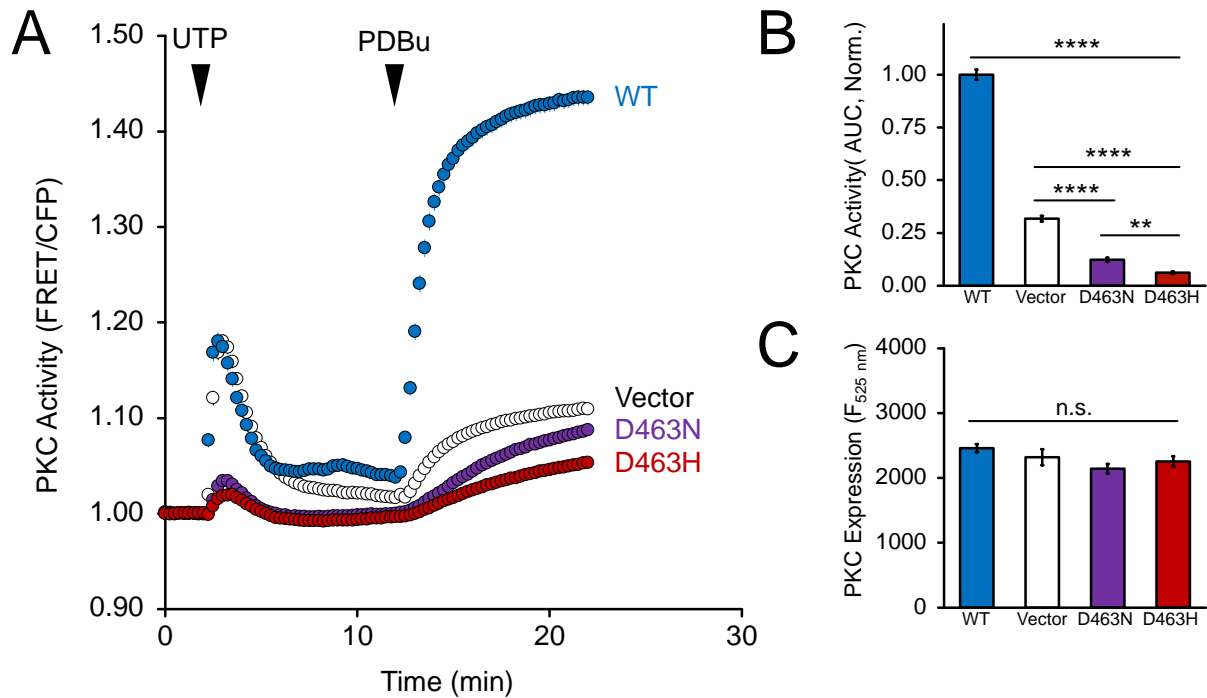 A
UTP
PDBu
PKC Activity (FRET/CFP)
1.50
1.40
1.30
1.20
1.10
1.00
0.90
WT
Vector
D463N
D463H
0
10
20
30
Time (min)
B
PKC Activity( AUC, Norm.)
1.00
0.75
0.50
0.25
0.00
****
****
****
**
WT
Vector
D463N
D463H
C
PKC Expression (F525 nm)
4000
3000
2000
1000
0
n.s.
WT
Vector
D463N
D463H